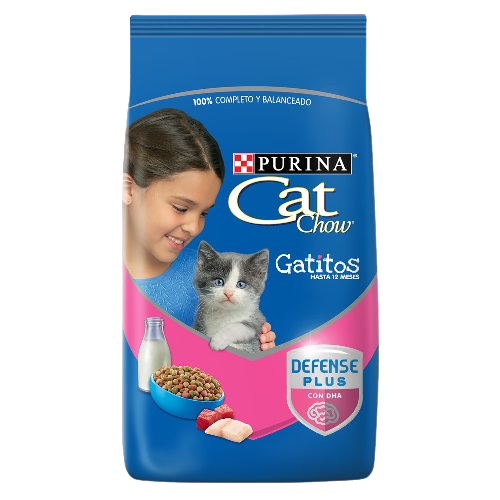 100% COMPLETO Y BALANCEADO
PURINA®
Cat
Chow®
Gatitos
HASTA 12 MESES
DEFENSE
PLUS
CON DHA